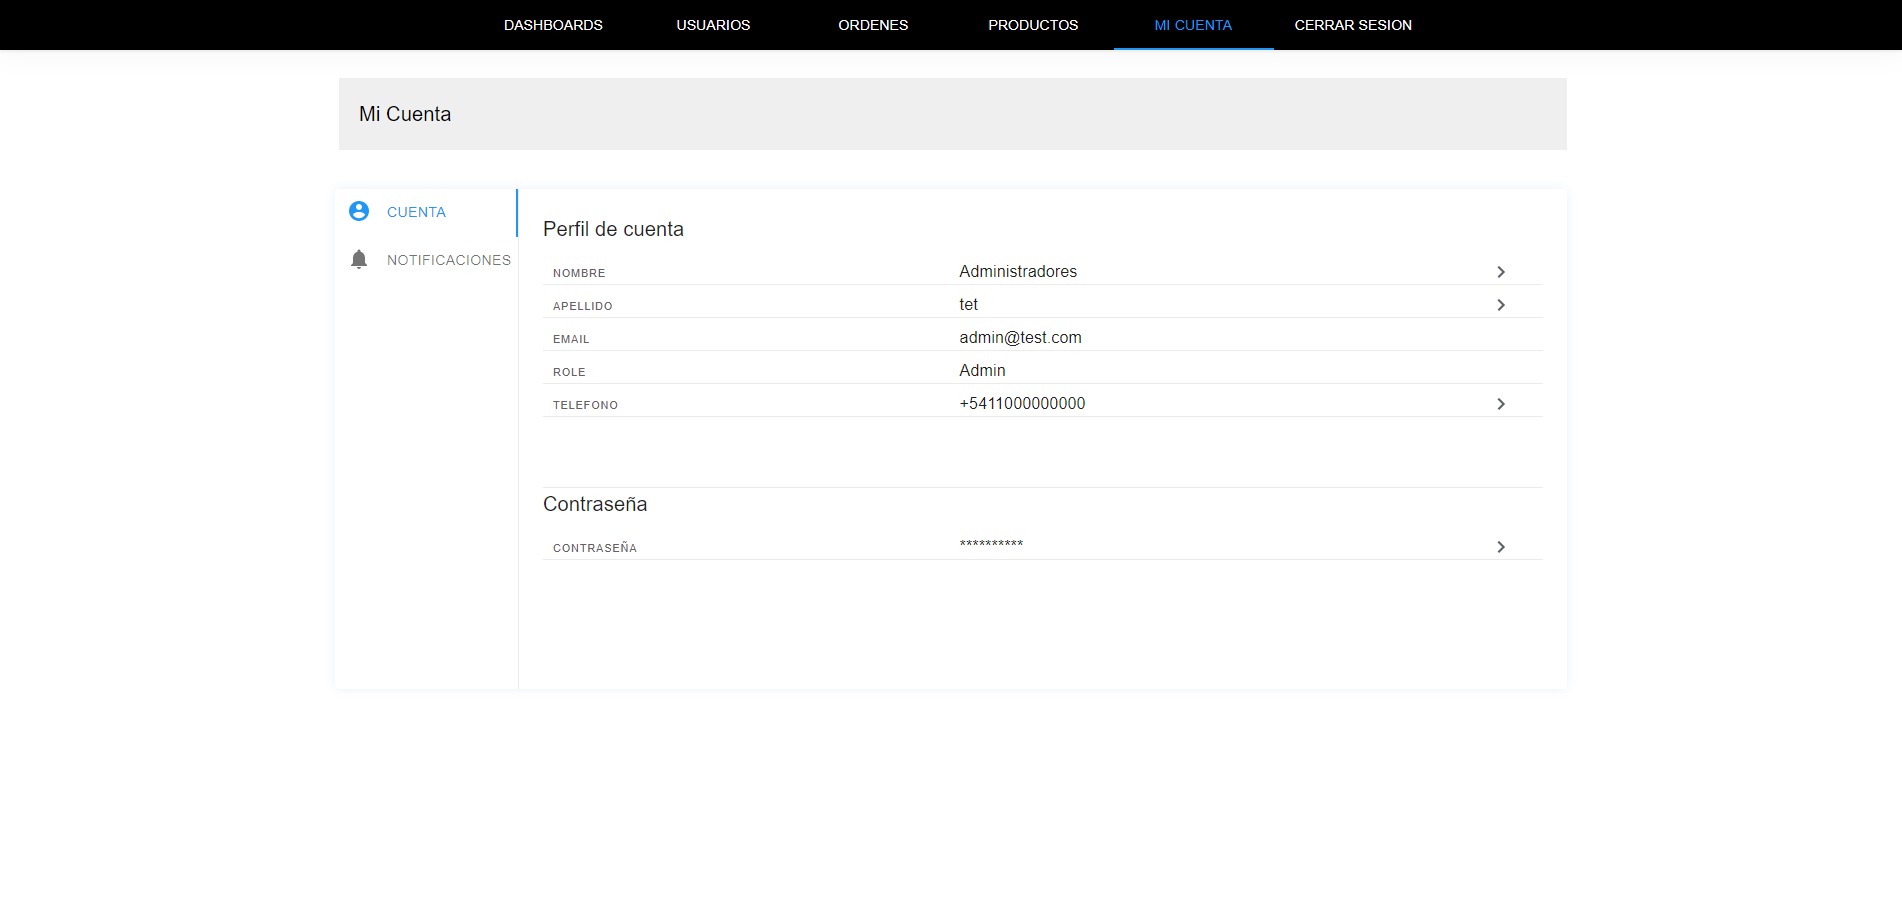 DASHBOARDS USUARIOS ORDENES PRODUCTOS MI CUENTA CERRAR SESION
Mi Cuenta
CUENTA
NOTIFICACIONES
Perfil de cuenta
NOMBRE Administradores
APELLIDO tet
EMAIL admin@test.com
ROLE Admin
TELEFONO +5411000000000
Contraseña
CONTRASEÑA **********